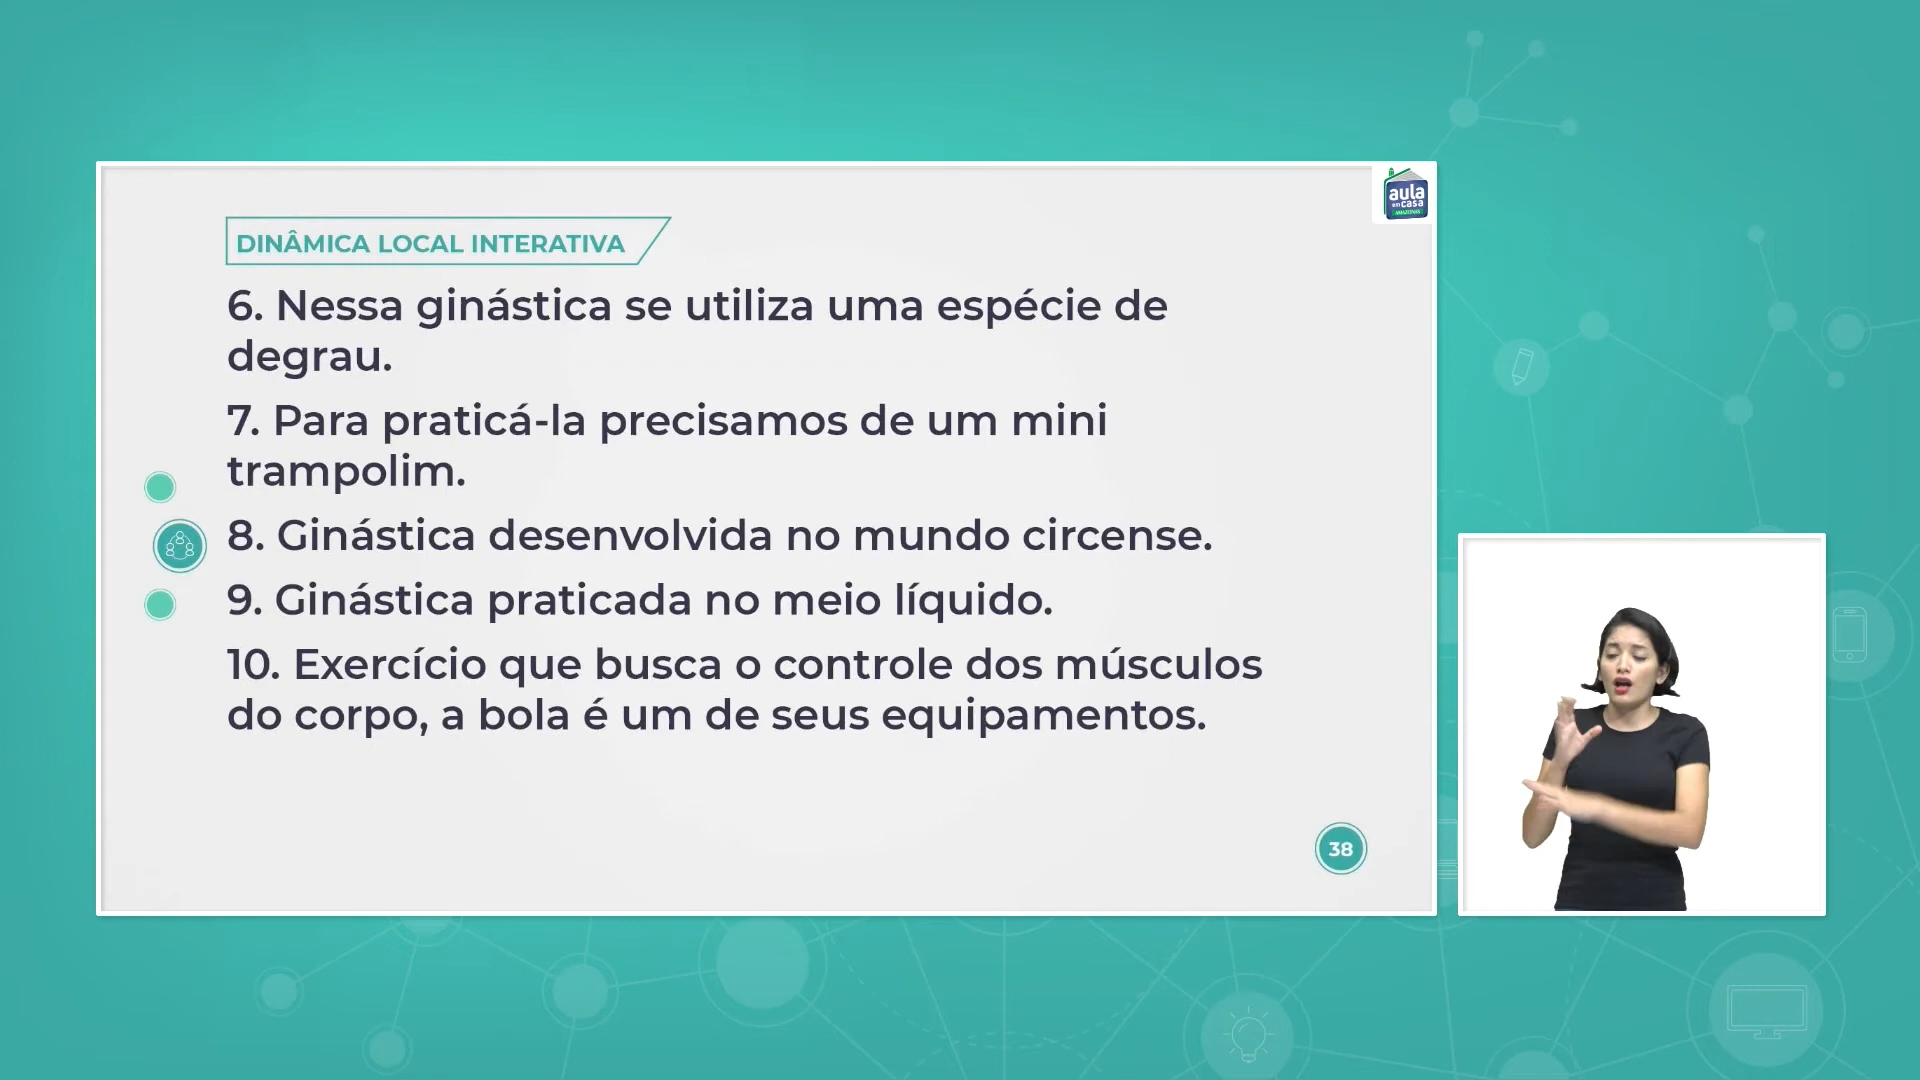 aula
em casa
AMAZONAS
DINÂMICA LOCAL INTERATIVA
6. Nessa ginástica se utiliza uma espécie de
degrau.
7. Para praticá-la precisamos de um mini
trampolim.
8. Ginástica desenvolvida no mundo circense.
9. Ginástica praticada no meio líquido.
10. Exercício que busca o controle dos músculos
do corpo, a bola é um de seus equipamentos.
38